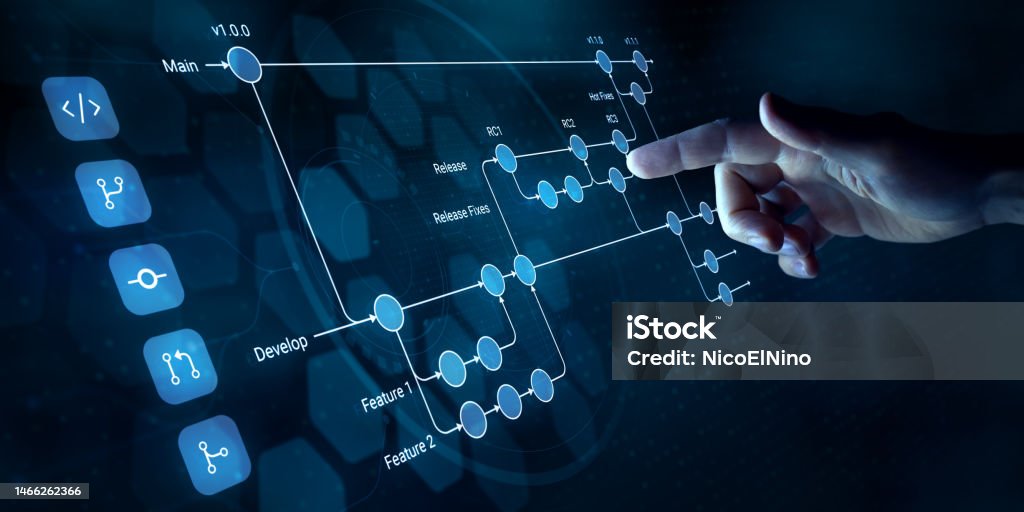 v1.0.0
Main
v1.1.0
v1.1.1
Hot Fixes
RC1
RC2
RC3
Release
Release Fixes
Develop
Feature 1
Feature 2
iStock™
Credit: NicoElNino
1466262366